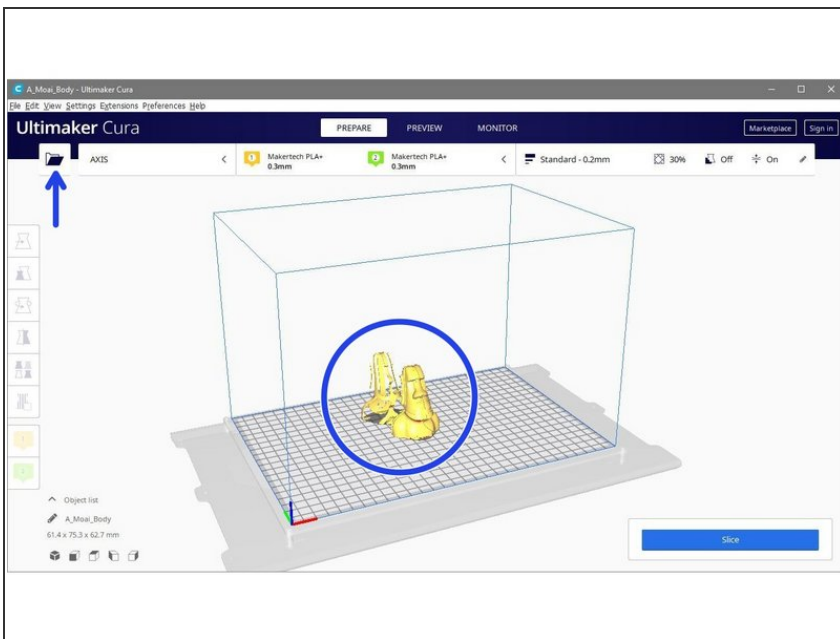 A_Moai_Body - Ultimaker Cura
File Edit View Settings Extensions Preferences Help
Ultimaker Cura PREPARE PREVIEW MONITOR Marketplace Sign in
AXIS 1 Makertech PLA+ 0.3mm 2 Makertech PLA+ 0.3mm Standard - 0.2mm 30% Off On
Object list
A_Moai_Body
61.4 x 75.3 x 62.7 mm
Slice